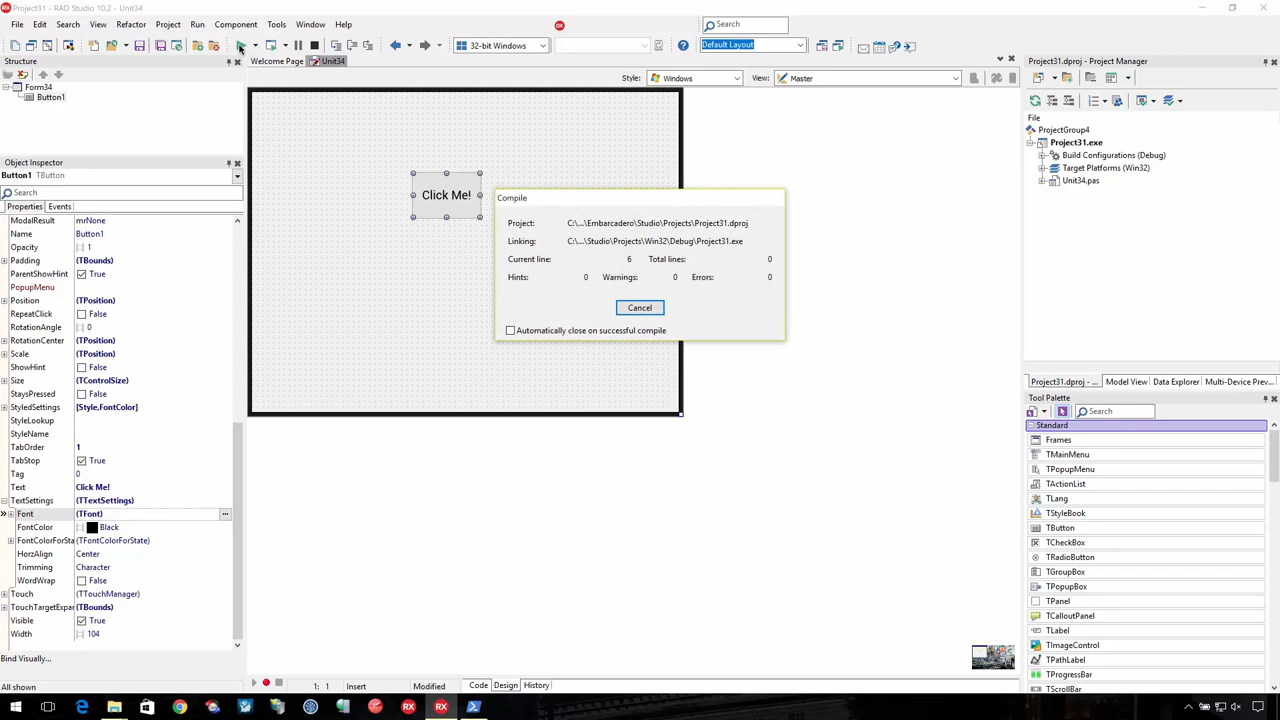 Project31 - RAD Studio 10.2 - Unit34
File Edit Search View Refactor Project Run Component Tools Window Help
Search
32-bit Windows
Default Layout
Structure
Welcome Page Unit34
Project31.dproj - Project Manager
Style: Windows View: Master
Form34
Button1
File
ProjectGroup4
Project31.exe
Build Configurations (Debug)
Target Platforms (Win32)
Unit34.pas
Object Inspector
Button1 TButton
Search
Properties Events
ModalResult mrNone
Name Button1
Opacity 1
Padding (TBounds)
ParentShowHint True
PopupMenu
Position (TPosition)
RepeatClick False
RotationAngle 0
RotationCenter (TPosition)
Scale (TPosition)
ShowHint False
Size (TControlSize)
StaysPressed False
StyledSettings [Style,FontColor]
StyleLookup
StyleName
TabOrder 1
TabStop True
Tag 0
Text Click Me!
TextSettings (TTextSettings)
Font (TFont)
FontColor Black
FontColorForSta (TFontColorForState)
HorzAlign Center
Trimming Character
WordWrap False
Touch (TTouchManager)
TouchTargetExpar (TBounds)
Visible True
Width 104
Bind Visually...
All shown
Click Me!
Compile
Project: C:\...\Embarcadero\Studio\Projects\Project31.dproj
Linking: C:\...\Studio\Projects\Win32\Debug\Project31.exe
Current line: 6 Total lines: 0
Hints: 0 Warnings: 0 Errors: 0
Cancel
Automatically close on successful compile
Project31.dproj - ... Model View Data Explorer Multi-Device Prev...
Tool Palette
Search
Standard
Frames
TMainMenu
TPopupMenu
TActionList
TLang
TStyleBook
TButton
TCheckBox
TRadioButton
TGroupBox
TPopupBox
TPanel
TCalloutPanel
TLabel
TImageControl
TPathLabel
TProgressBar
TScrollBar
1: 1 Insert Modified Code Design History